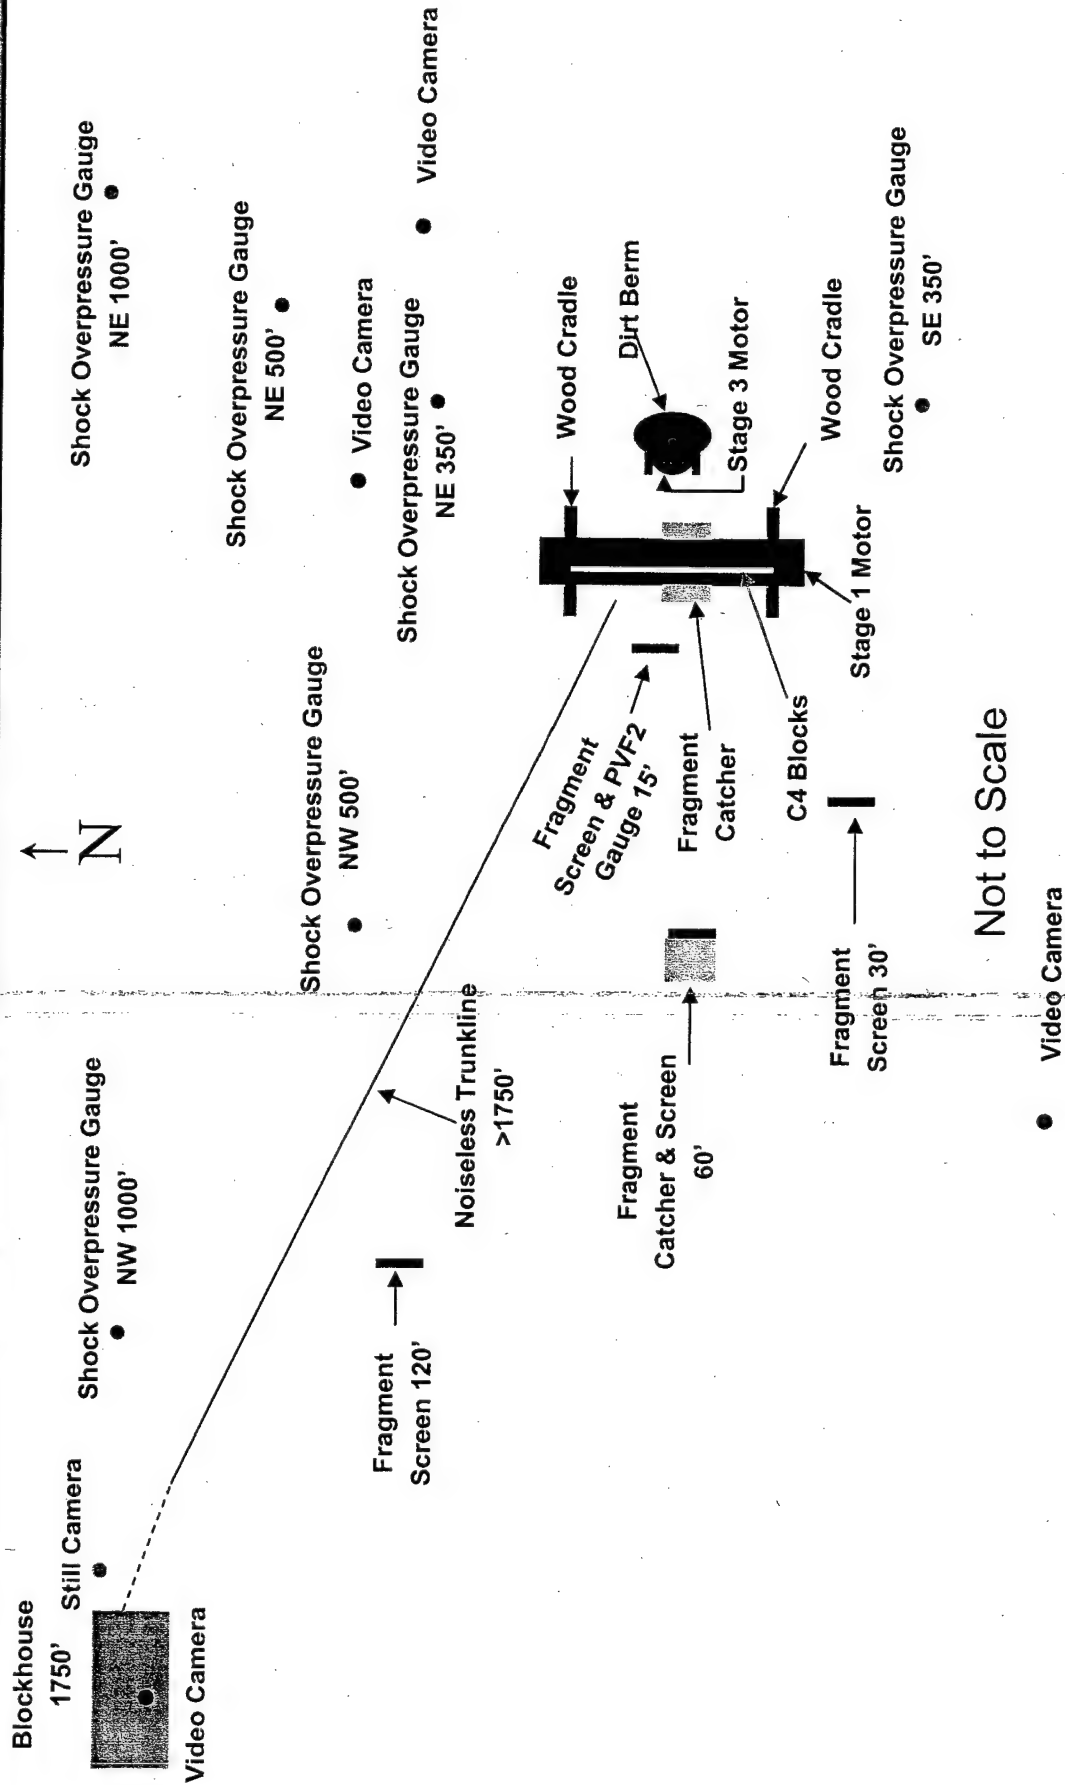 Blockhouse
1750'
Still Camera
Video Camera
Shock Overpressure Gauge
NW 1000'
N
Shock Overpressure Gauge
NE 1000'
Shock Overpressure Gauge
NW 500'
Shock Overpressure Gauge
NE 500'
Video Camera
Shock Overpressure Gauge
NE 350'
Video Camera
Fragment
Screen 120'
Noiseless Trunkline
>1750'
Fragment
Screen & PVF2
Gauge 15'
Wood Cradle
Dirt Berm
Fragment
Catcher & Screen
60'
Fragment
Catcher
Stage 3 Motor
C4 Blocks
Wood Cradle
Fragment
Screen 30'
Stage 1 Motor
Shock Overpressure Gauge
SE 350'
Not to Scale
Video Camera